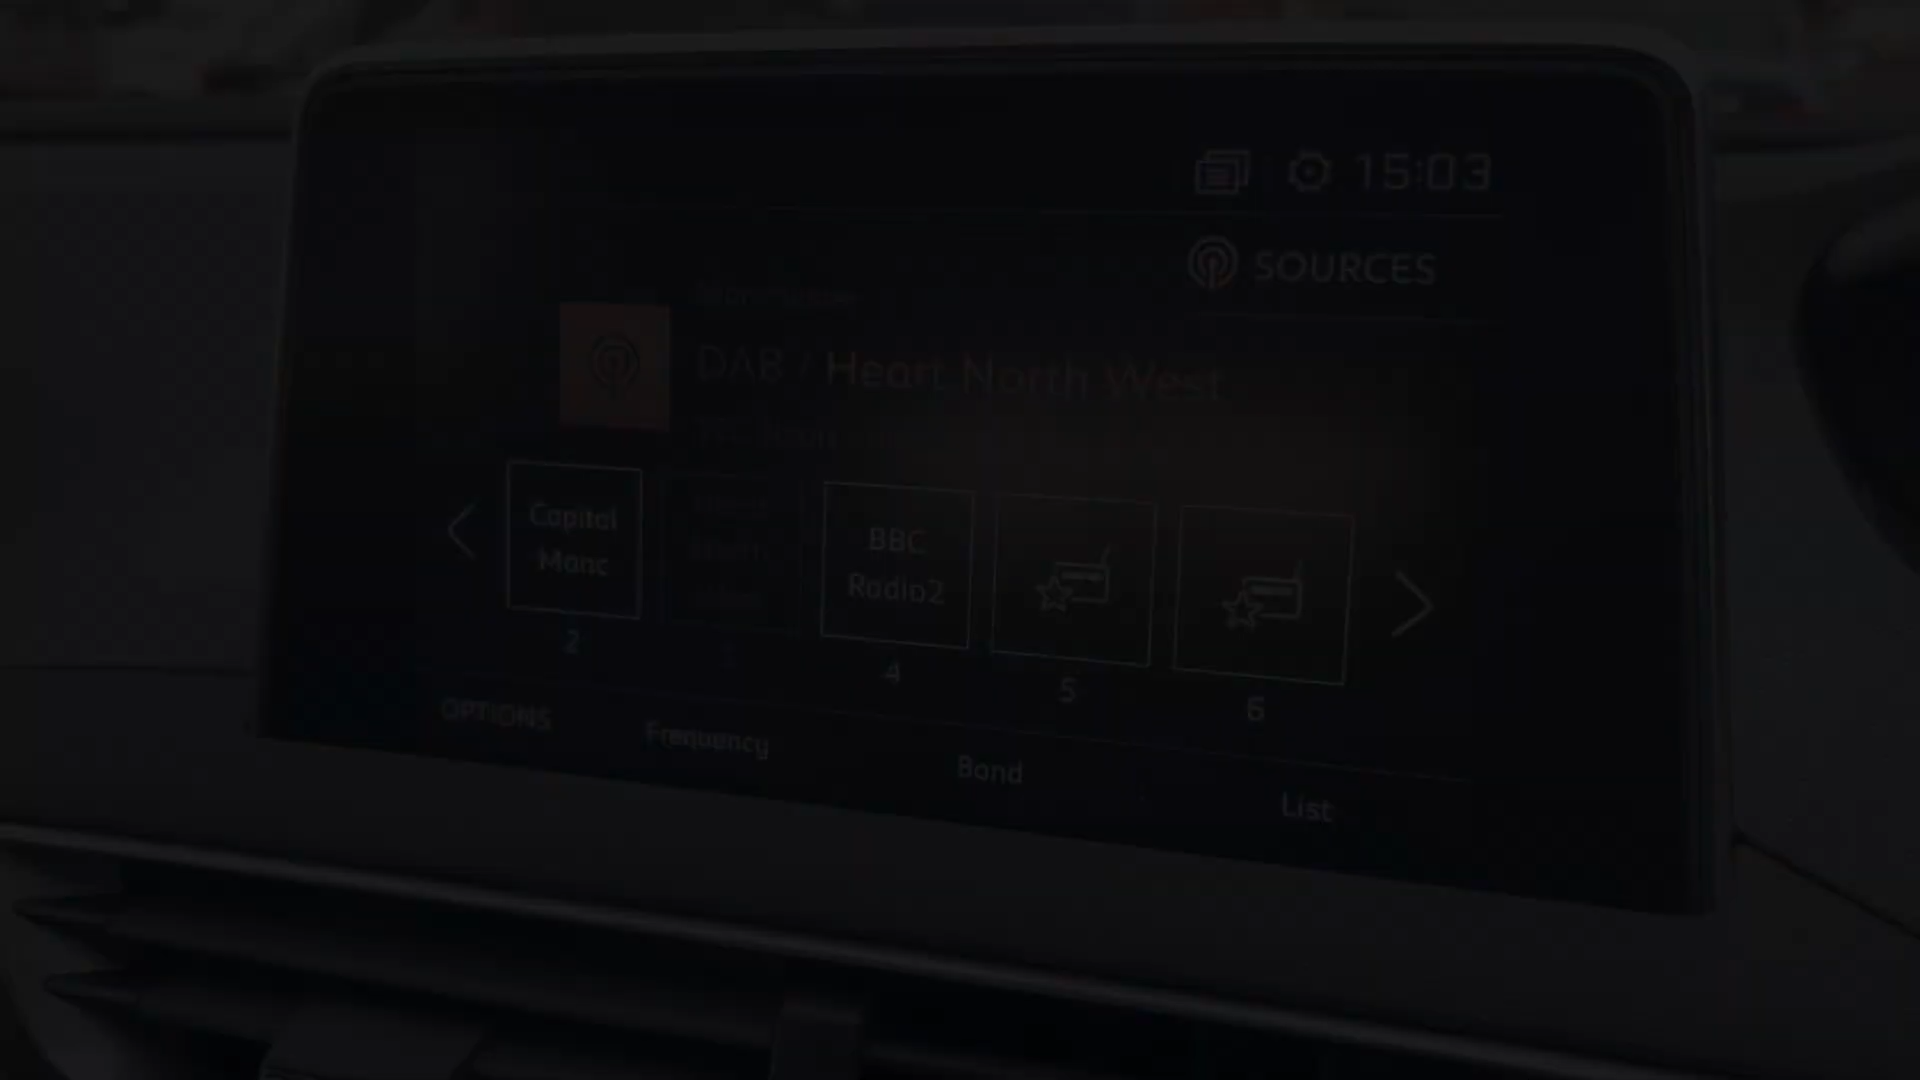 15:03
SOURCES
DAB / Heart North West
Capital
Manc
BBC
Radio2
2
3
4
5
6
OPTIONS
Frequency
Band
List